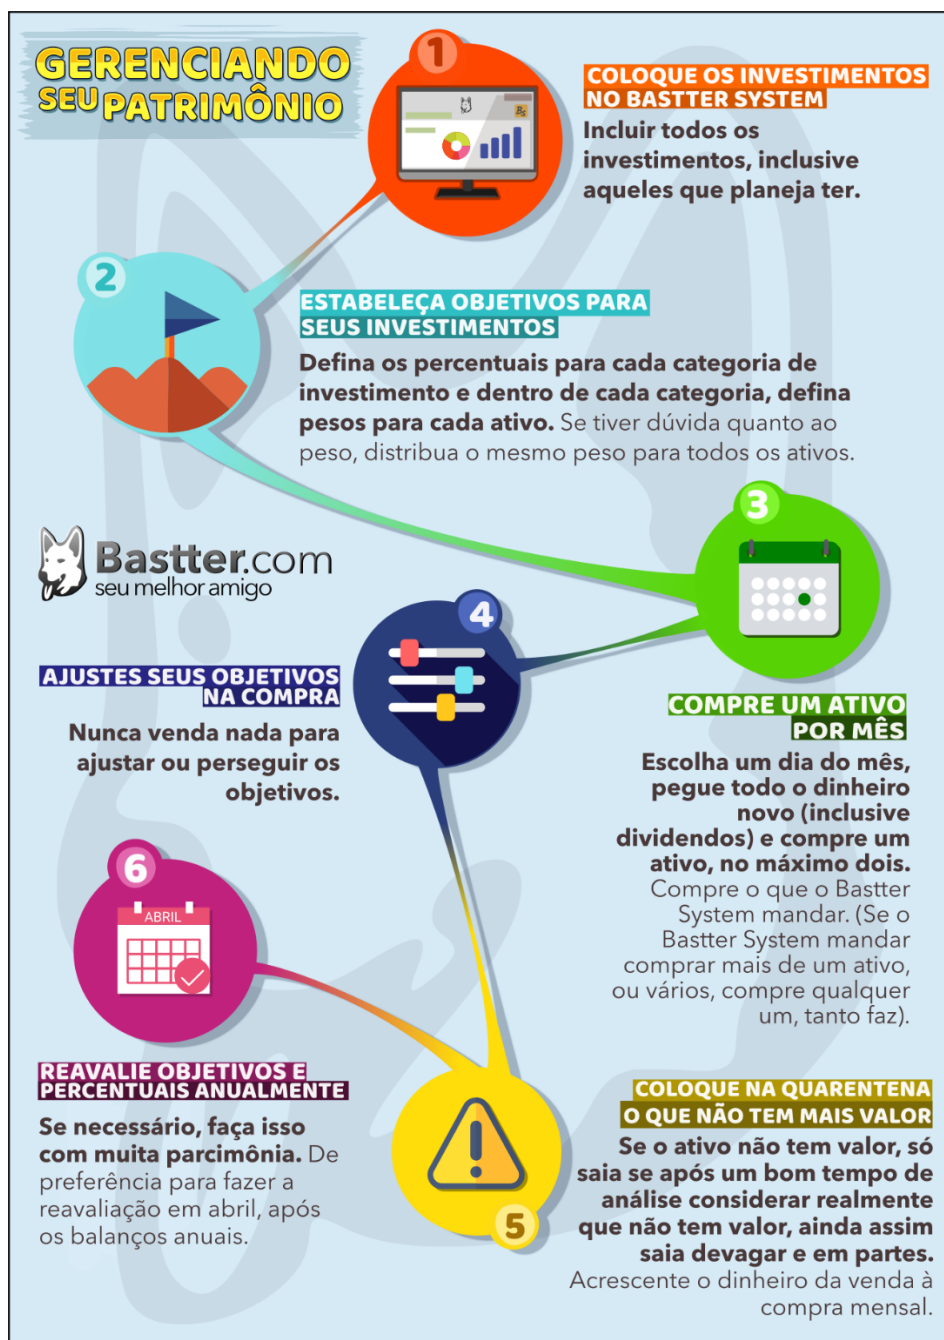 GERENCIANDO
SEU PATRIMÔNIO
1
COLOQUE OS INVESTIMENTOS
NO BASTTER SYSTEM
Incluir todos os
investimentos, inclusive
aqueles que planeja ter.
2
ESTABELEÇA OBJETIVOS PARA
SEUS INVESTIMENTOS
Defina os percentuais para cada categoria de
investimento e dentro de cada categoria, defina
pesos para cada ativo. Se tiver dúvida quanto ao
peso, distribua o mesmo peso para todos os ativos.
Bastter.com
seu melhor amigo
3
COMPRE UM ATIVO
POR MÊS
Escolha um dia do mês,
pegue todo o dinheiro
novo (inclusive
dividendos) e compre um
ativo, no máximo dois.
Compre o que o Bastter
System mandar. (Se o
Bastter System mandar
comprar mais de um ativo,
ou vários, compre qualquer
um, tanto faz).
4
AJUSTES SEUS OBJETIVOS
NA COMPRA
Nunca venda nada para
ajustar ou perseguir os
objetivos.
5
COLOQUE NA QUARENTENA
O QUE NÃO TEM MAIS VALOR
Se o ativo não tem valor, só
saia se após um bom tempo de
análise considerar realmente
que não tem valor, ainda assim
saia devagar e em partes.
Acrescente o dinheiro da venda à
compra mensal.
6
ABRIL
REAVALIE OBJETIVOS E
PERCENTUAIS ANUALMENTE
Se necessário, faça isso
com muita parcimônia. De
preferência para fazer a
reavaliação em abril, após
os balanços anuais.